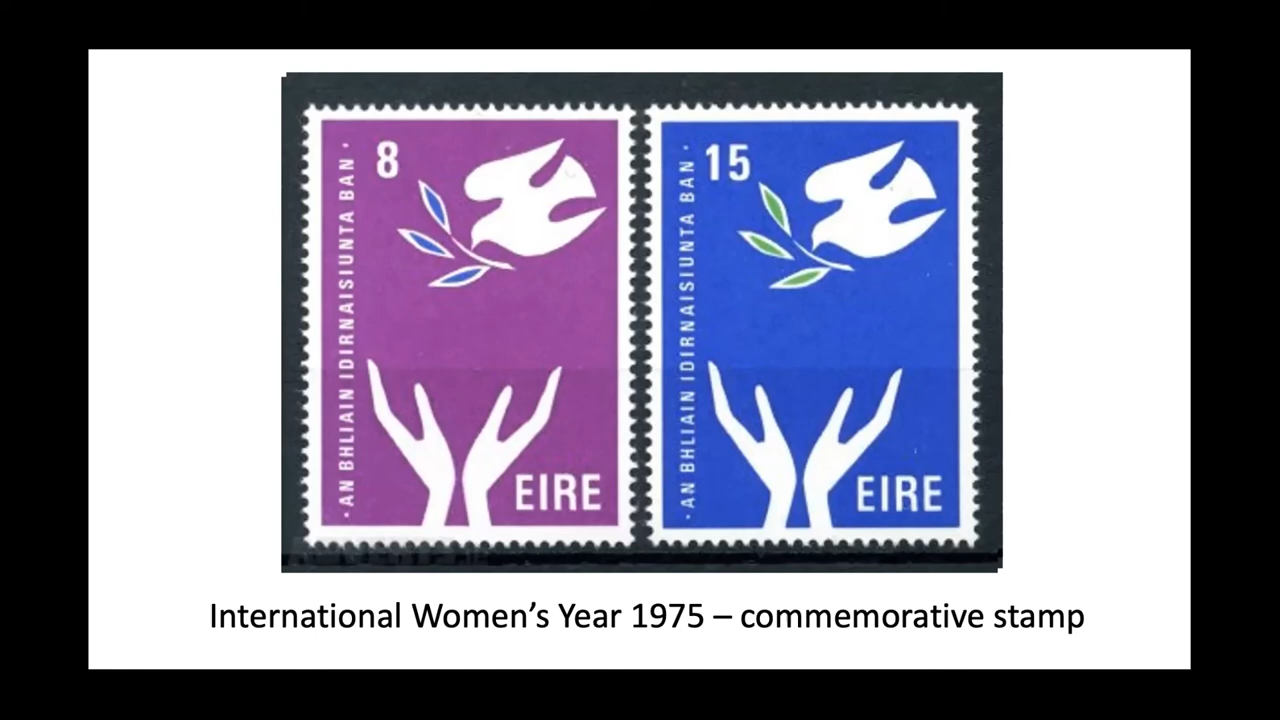 8
· AN BHLIAIN IDIRNAISIUNTA BAN ·
EIRE
15
· AN BHLIAIN IDIRNAISIUNTA BAN ·
EIRE
International Women’s Year 1975 – commemorative stamp